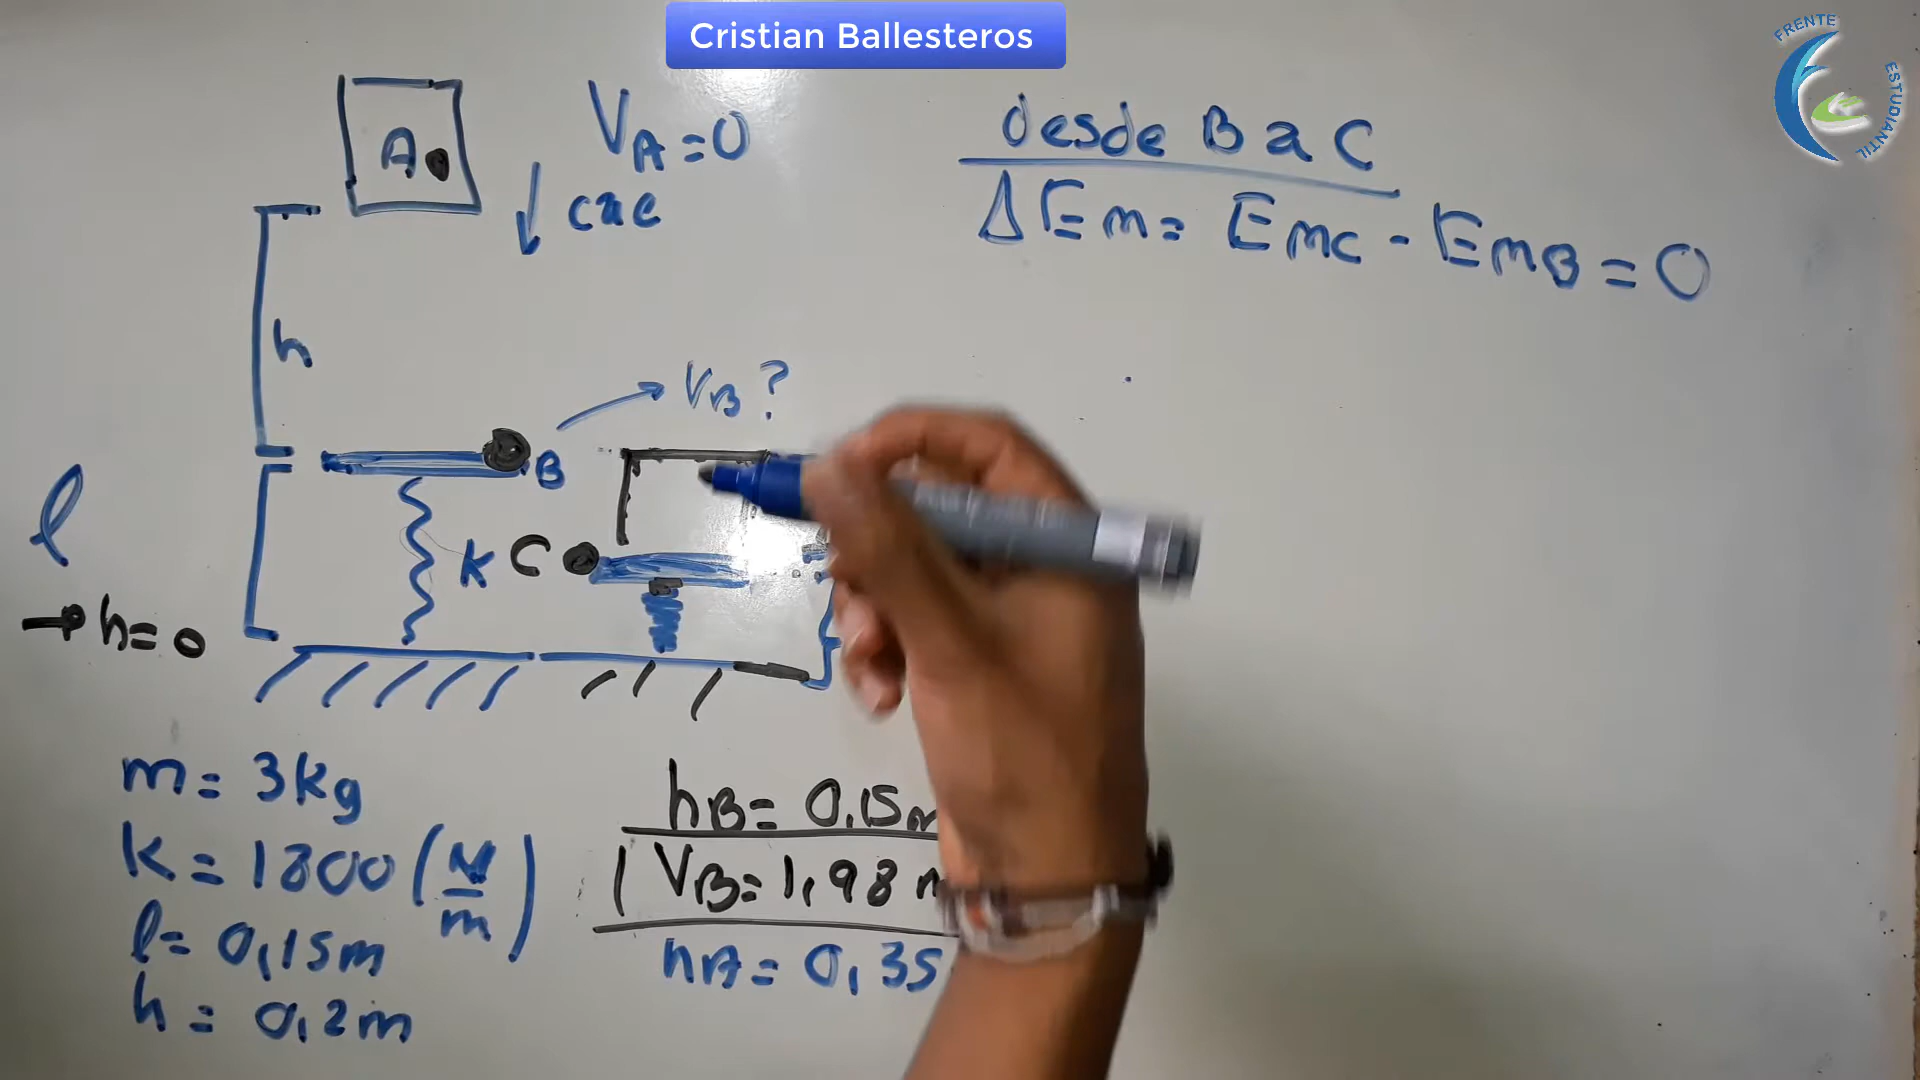 Cristian Ballesteros
FRENTE
ESTUDIANTIL
A
VA=0
cae
h
desde B a C
ΔEm= Emc - EmB=0
VB?
B
l
K
C
→ h=0
m= 3kg
K=1800 (N/m)
l= 0,15m
h= 0,2m
hB= 0,15m
VB=1,98
hA= 0,35